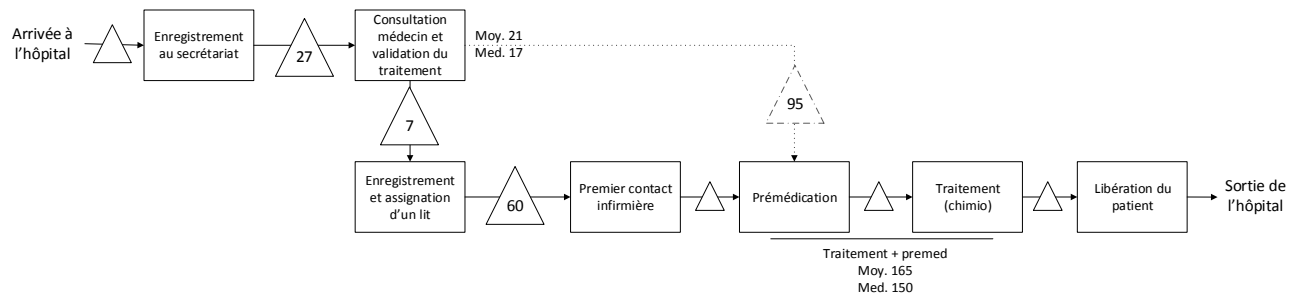 Arrivée à
l'hôpital
Enregistrement
au secrétariat
27
Consultation
médecin et
validation du
traitement
Moy. 21
Med. 17
95
7
Enregistrement
et assignation
d'un lit
60
Premier contact
infirmière
Prémédication
Traitement
(chimio)
Libération du
patient
Sortie de
l'hôpital
Traitement + premed
Moy. 165
Med. 150